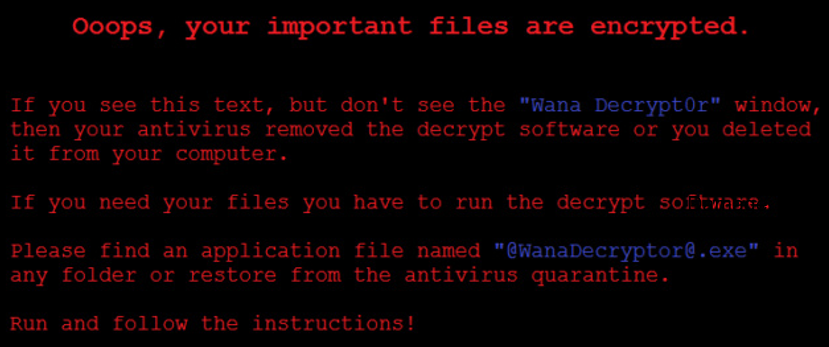 Ooops, your important files are encrypted.
If you see this text, but don't see the "Wana Decrypt0r" window,
then your antivirus removed the decrypt software or you deleted
it from your computer.
If you need your files you have to run the decrypt software.
Please find an application file named "@WanaDecryptor@.exe" in
any folder or restore from the antivirus quarantine.
Run and follow the instructions!